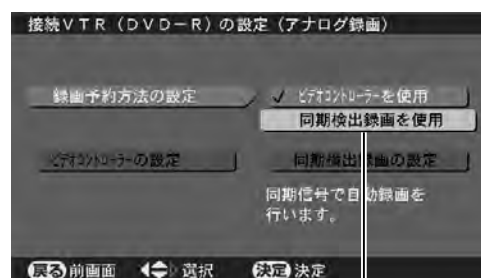 接続VTR（DVD－R）の設定（アナログ録画）
録画予約方法の設定
✓ ビデオコントローラーを使用
同期検出録画を使用
ビデオコントローラーの設定
同期検出録画の設定
同期信号で自動録画を
行います。
戻る 前画面 選択 決定 決定